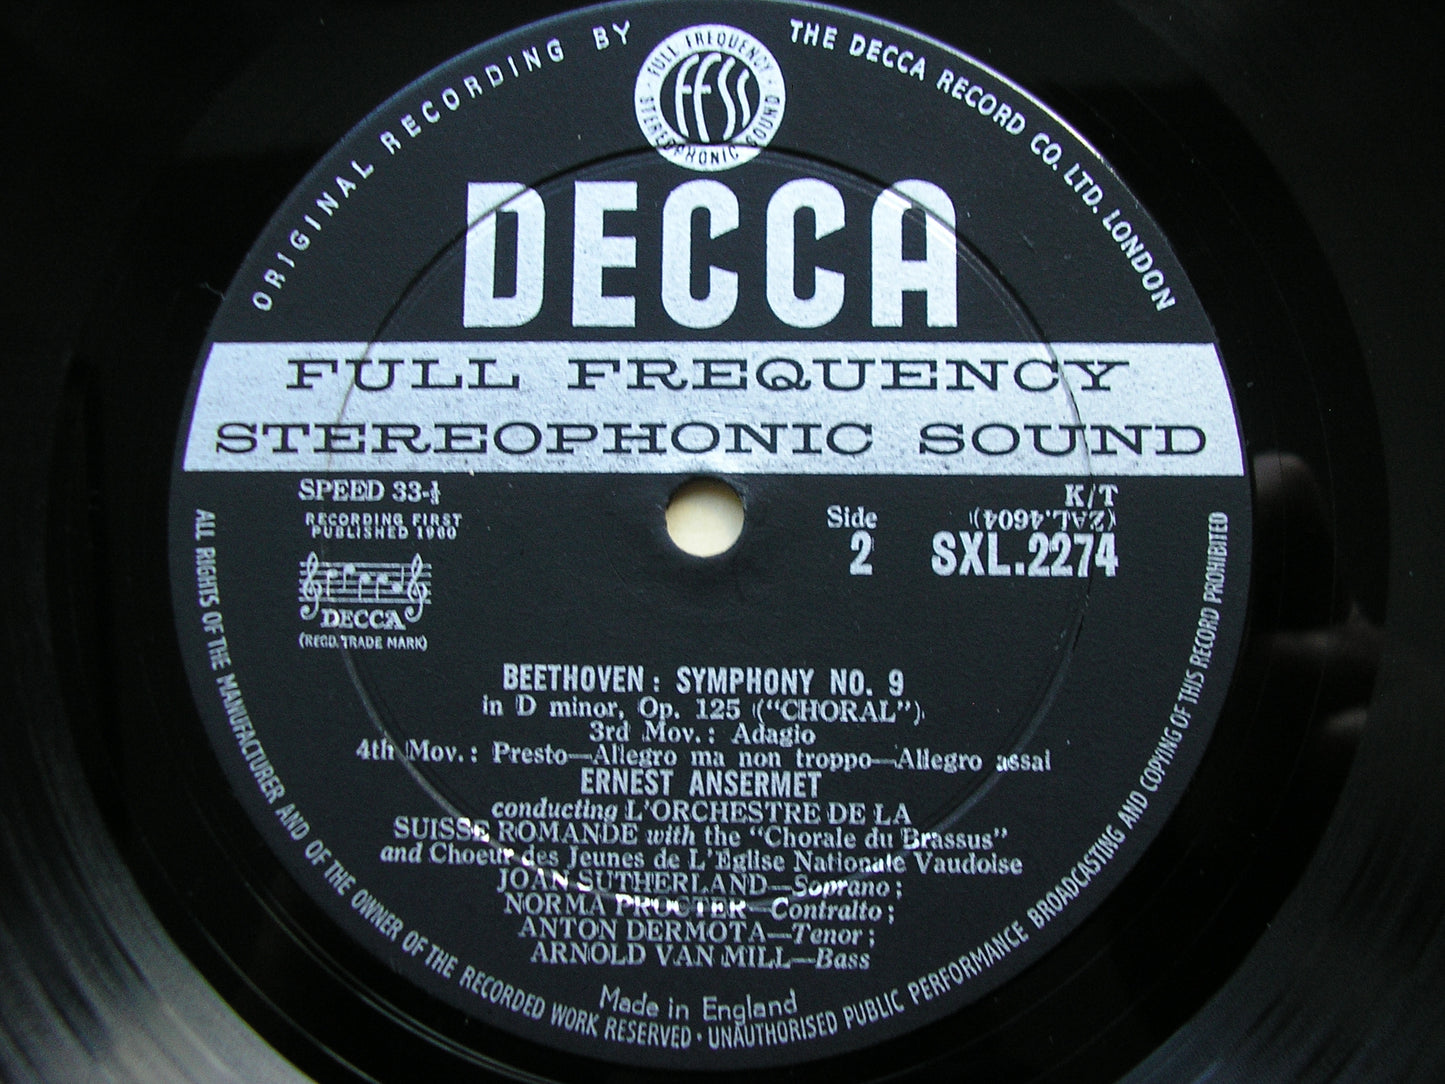 ORIGINAL RECORDING BY
THE DECCA RECORD CO. LTD. LONDON
FULL FREQUENCY
FFSS
STEREOPHONIC SOUND
DECCA
FULL FREQUENCY
STEREOPHONIC SOUND
SPEED 33-⅓
RECORDING FIRST
PUBLISHED 1960
DECCA
(REGD. TRADE MARK)
K/T
(ZAL.4604)
Side
2
SXL.2274
BEETHOVEN: SYMPHONY NO. 9
in D minor, Op. 125 ("CHORAL")
3rd Mov.: Adagio
4th Mov.: Presto—Allegro ma non troppo—Allegro assai
ERNEST ANSERMET
conducting L'ORCHESTRE DE LA
SUISSE ROMANDE with the "Chorale du Brassus"
and Choeur des Jeunes de L'Eglise Nationale Vaudoise
JOAN SUTHERLAND—Soprano;
NORMA PROCTER—Contralto;
ANTON DERMOTA—Tenor;
ARNOLD VAN MILL—Bass
Made in England
ALL RIGHTS OF THE MANUFACTURER AND OF THE OWNER OF THE RECORDED WORK RESERVED · UNAUTHORISED PUBLIC PERFORMANCE BROADCASTING AND COPYING OF THIS RECORD PROHIBITED